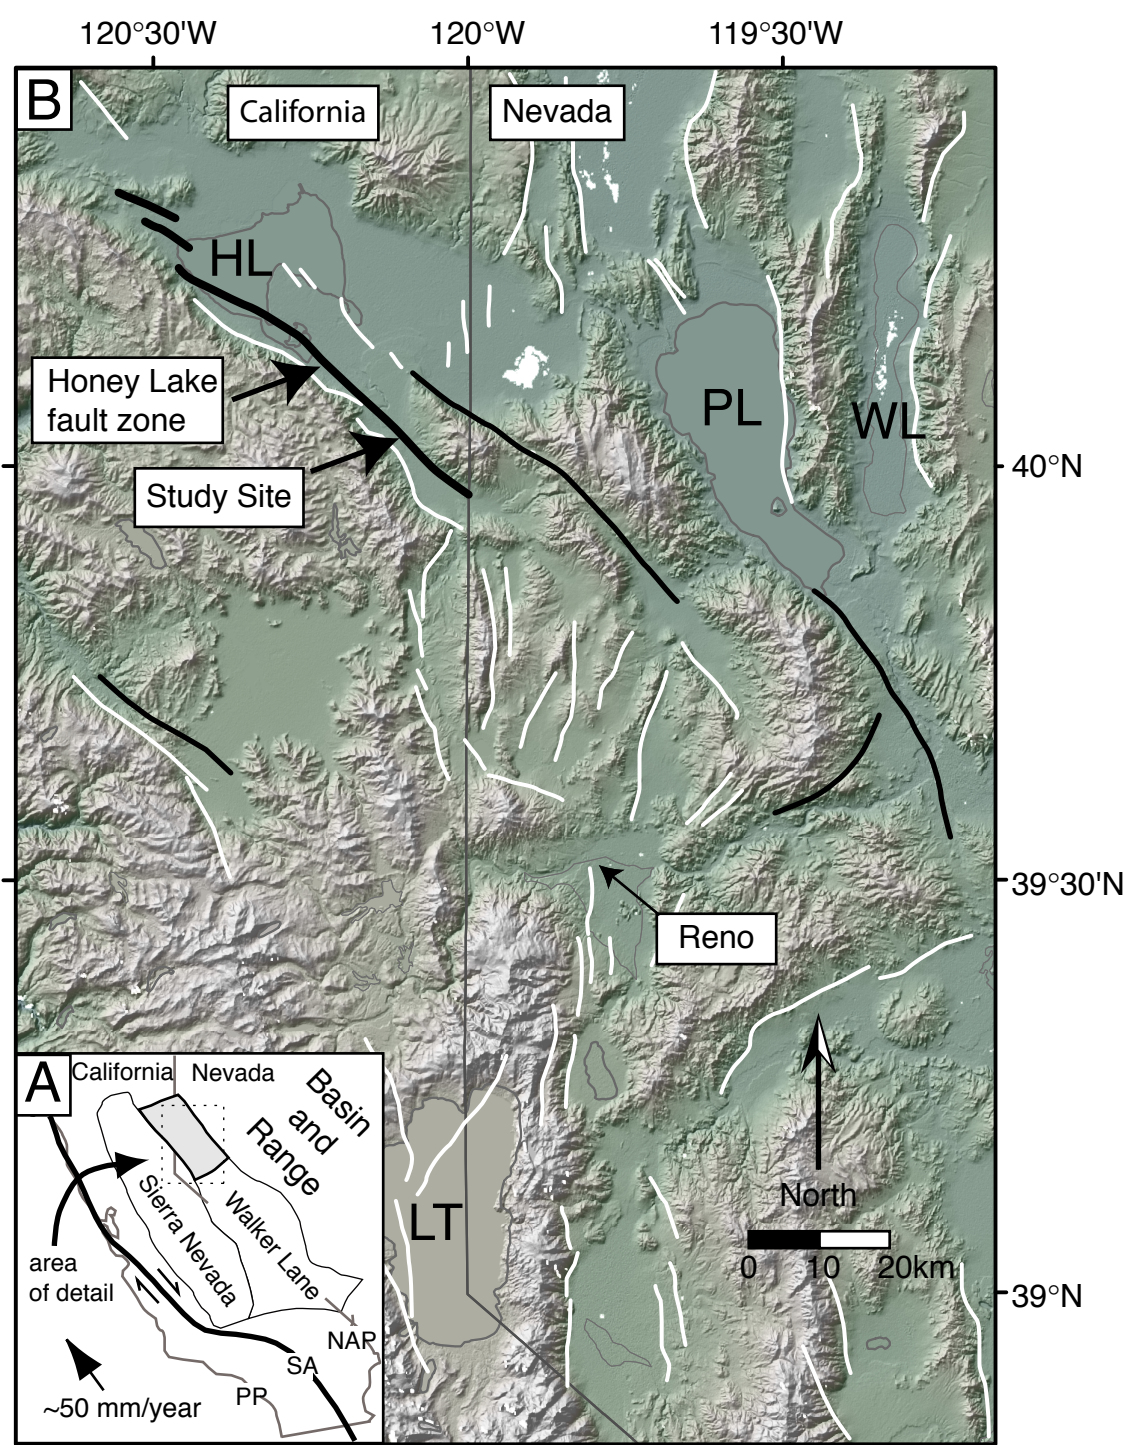 120°30'W
120°W
119°30'W
B
California
Nevada
HL
Honey Lake
fault zone
PL
WL
Study Site
40°N
39°30'N
Reno
A
California
Nevada
Basin
and
Range
North
LT
Sierra Nevada
Walker Lane
area
of detail
0 10 20km
39°N
NAP
SA
PP
~50 mm/year